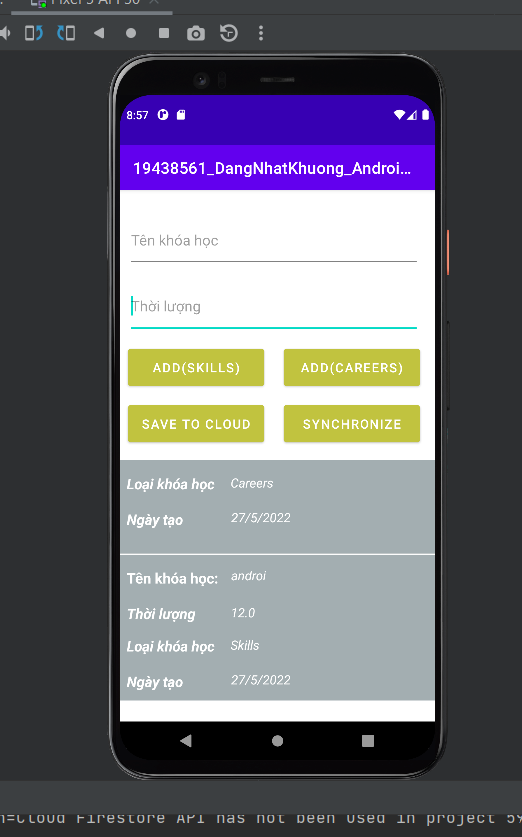 8:57
19438561_DangNhatKhuong_Androi...
Tên khóa học
Thời lượng
ADD(SKILLS) ADD(CAREERS)
SAVE TO CLOUD SYNCHRONIZE
Loại khóa học Careers
Ngày tạo 27/5/2022
Tên khóa học: androi
Thời lượng 12.0
Loại khóa học Skills
Ngày tạo 27/5/2022
n=Cloud Firestore API has not been used in project 59